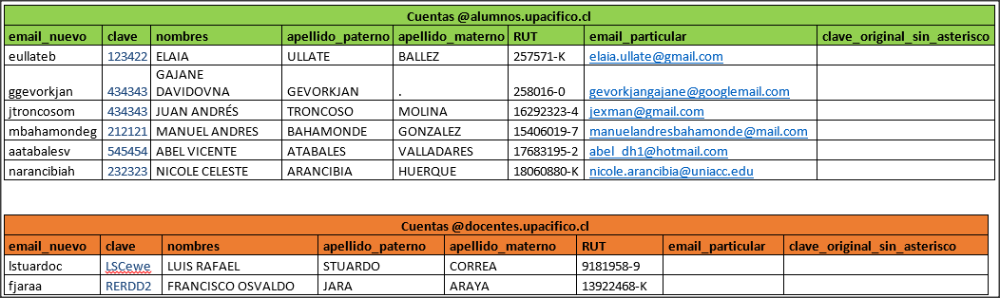 Cuentas @alumnos.upacifico.cl
email_nuevo clave nombres apellido_paterno apellido_materno RUT email_particular clave_original_sin_asterisco
eullateb 123422 ELAIA ULLATE BALLEZ 257571-K elaia.ullate@gmail.com
GAJANE
ggevorkjan 434343 DAVIDOVNA GEVORKJAN . 258016-0 gevorkjangajane@googlemail.com
jtroncosom 434343 JUAN ANDRÉS TRONCOSO MOLINA 16292323-4 jexman@gmail.com
mbahamondeg 212121 MANUEL ANDRES BAHAMONDE GONZALEZ 15406019-7 manuelandresbahamonde@mail.com
aatabalesv 545454 ABEL VICENTE ATABALES VALLADARES 17683195-2 abel_dh1@hotmail.com
narancibiah 232323 NICOLE CELESTE ARANCIBIA HUERQUE 18060880-K nicole.arancibia@uniacc.edu
Cuentas @docentes.upacifico.cl
email_nuevo clave nombres apellido_paterno apellido_materno RUT email_particular clave_original_sin_asterisco
lstuardoc LSCewe LUIS RAFAEL STUARDO CORREA 9181958-9
fjaraa RERDD2 FRANCISCO OSVALDO JARA ARAYA 13922468-K